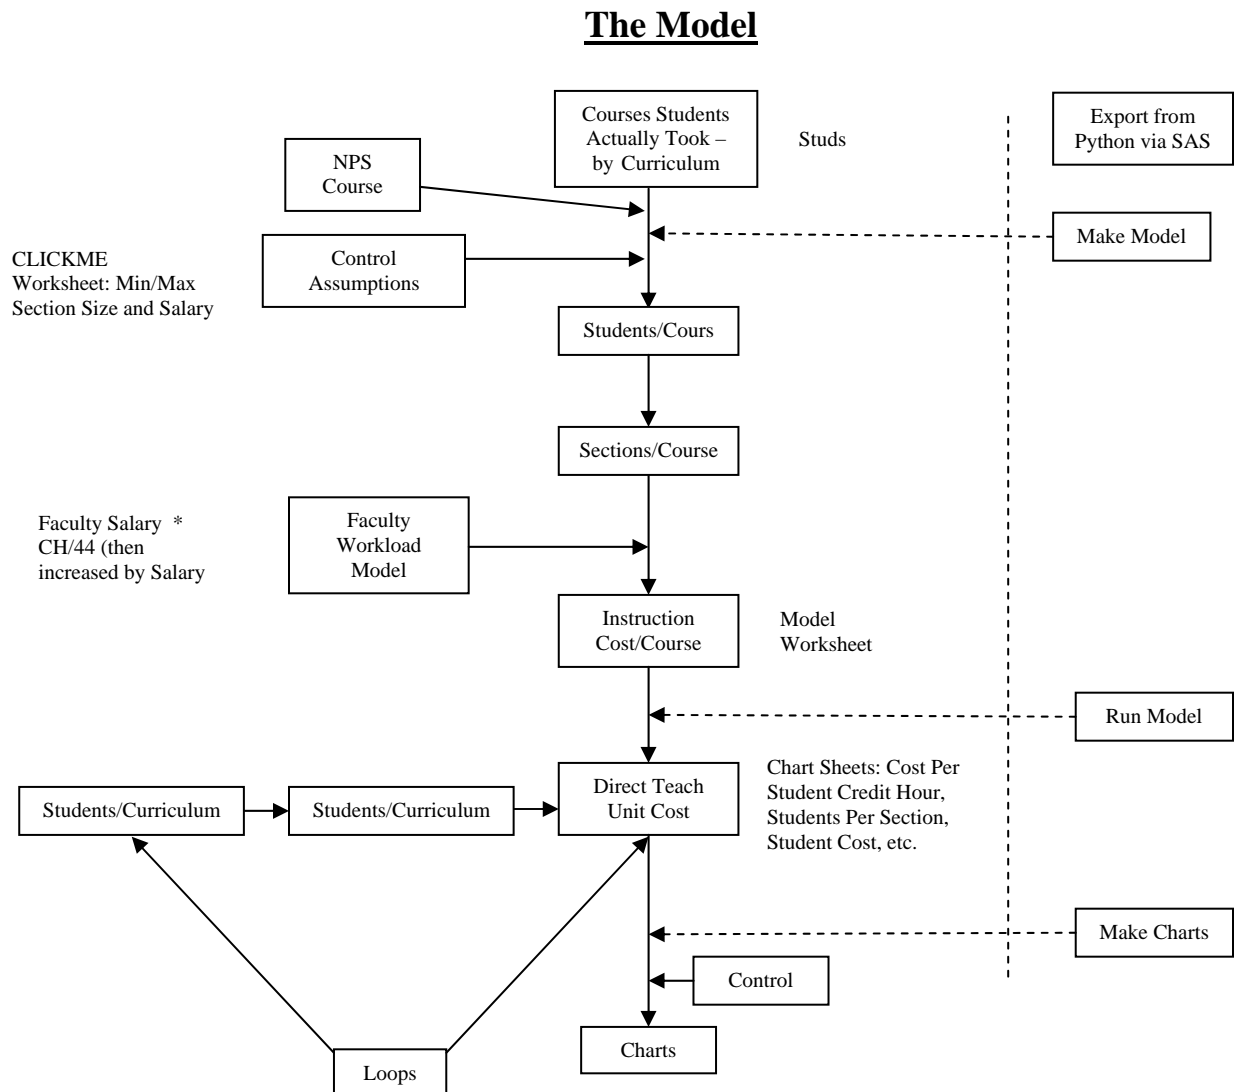 The Model
Courses Students
Actually Took –
by Curriculum
Studs
Export from
Python via SAS
NPS
Course
Make Model
CLICKME
Worksheet: Min/Max
Section Size and Salary
Control
Assumptions
Students/Cours
Sections/Course
Faculty Salary *
CH/44 (then
increased by Salary
Faculty
Workload
Model
Instruction
Cost/Course
Model
Worksheet
Run Model
Students/Curriculum
Students/Curriculum
Direct Teach
Unit Cost
Chart Sheets: Cost Per
Student Credit Hour,
Students Per Section,
Student Cost, etc.
Make Charts
Control
Charts
Loops